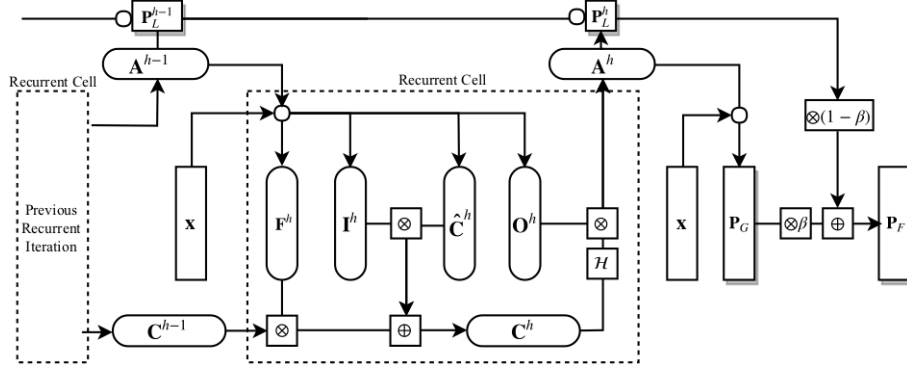 P_L^{h-1}
P_L^h
A^{h-1}
A^h
Recurrent Cell
Recurrent Cell
⊗(1 − β)
Previous
Recurrent
Iteration
x
F^h
I^h
⊗
Ĉ^h
O^h
⊗
x
P_G
⊗β
⊕
P_F
ℋ
C^{h-1}
⊗
⊕
C^h